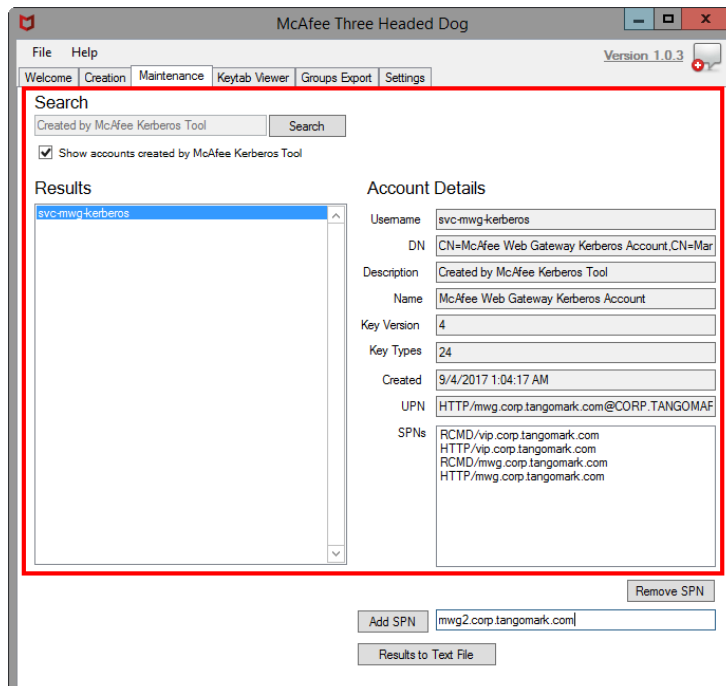 McAfee Three Headed Dog
File Help
Version 1.0.3
Welcome Creation Maintenance Keytab Viewer Groups Export Settings
Search
Created by McAfee Kerberos Tool Search
Show accounts created by McAfee Kerberos Tool
Results
svc-mwg-kerberos
Account Details
Username svc-mwg-kerberos
DN CN=McAfee Web Gateway Kerberos Account,CN=Mar
Description Created by McAfee Kerberos Tool
Name McAfee Web Gateway Kerberos Account
Key Version 4
Key Types 24
Created 9/4/2017 1:04:17 AM
UPN HTTP/mwg.corp.tangomark.com@CORP.TANGOMAR
SPNs RCMD/vip.corp.tangomark.com
HTTP/vip.corp.tangomark.com
RCMD/mwg.corp.tangomark.com
HTTP/mwg.corp.tangomark.com
Remove SPN
Add SPN mwg2.corp.tangomark.com
Results to Text File